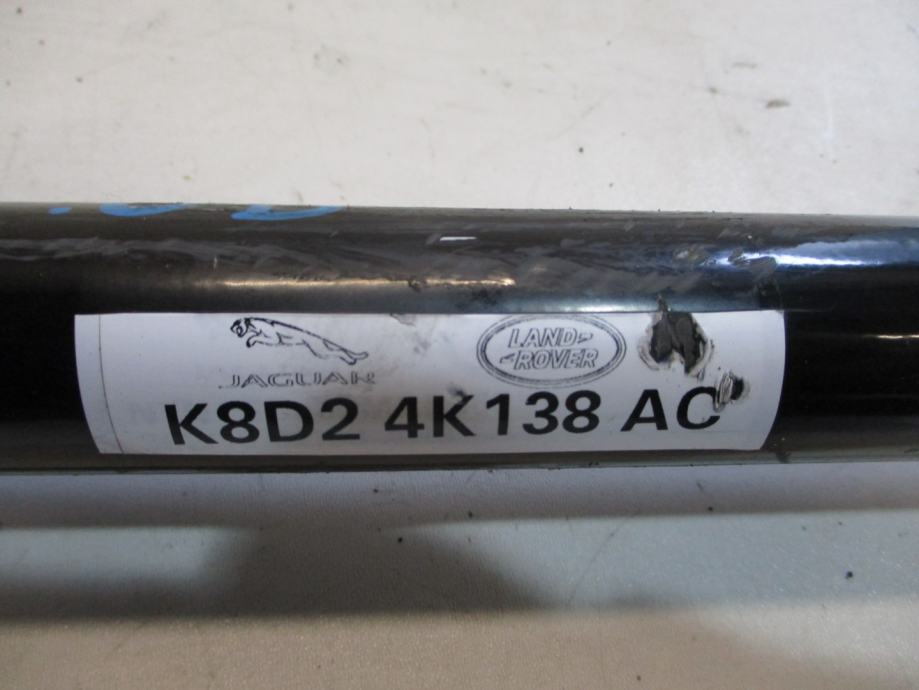 JAGUAR
LAND-
ROVER
K8D2 4K138 AC